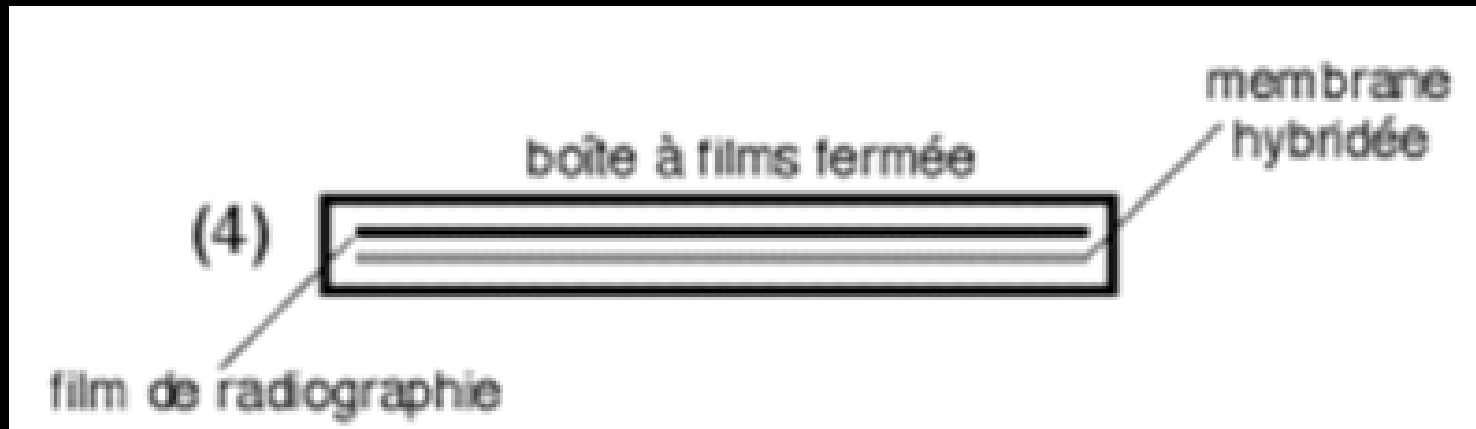 membrane
hybridée
boîte à films fermée
(4)
film de radiographie